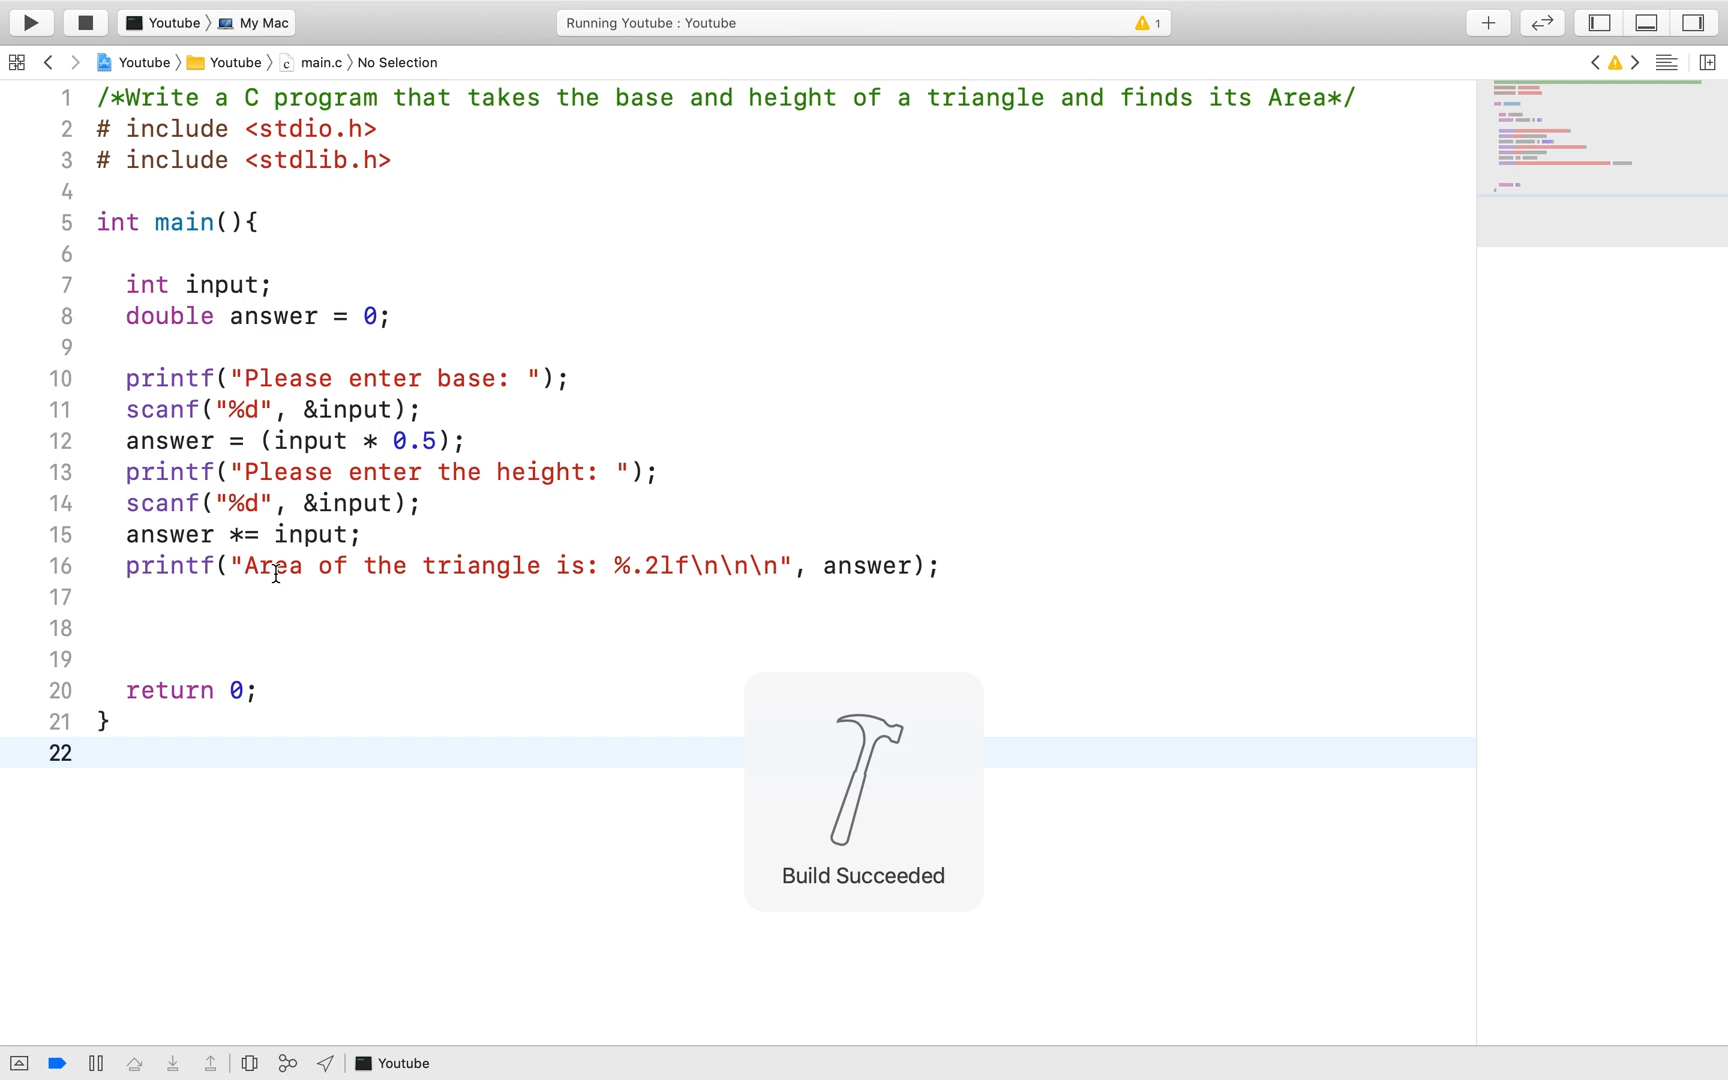 Youtube 〉 My Mac
Running Youtube : Youtube
1
Youtube 〉 Youtube 〉 main.c 〉 No Selection
1 /*Write a C program that takes the base and height of a triangle and finds its Area*/
2 # include <stdio.h>
3 # include <stdlib.h>
4
5 int main(){
6
7 int input;
8 double answer = 0;
9
10 printf("Please enter base: ");
11 scanf("%d", &input);
12 answer = (input * 0.5);
13 printf("Please enter the height: ");
14 scanf("%d", &input);
15 answer *= input;
16 printf("Area of the triangle is: %.2lf\n\n\n", answer);
17
18
19
20 return 0;
21 }
22
Build Succeeded
Youtube